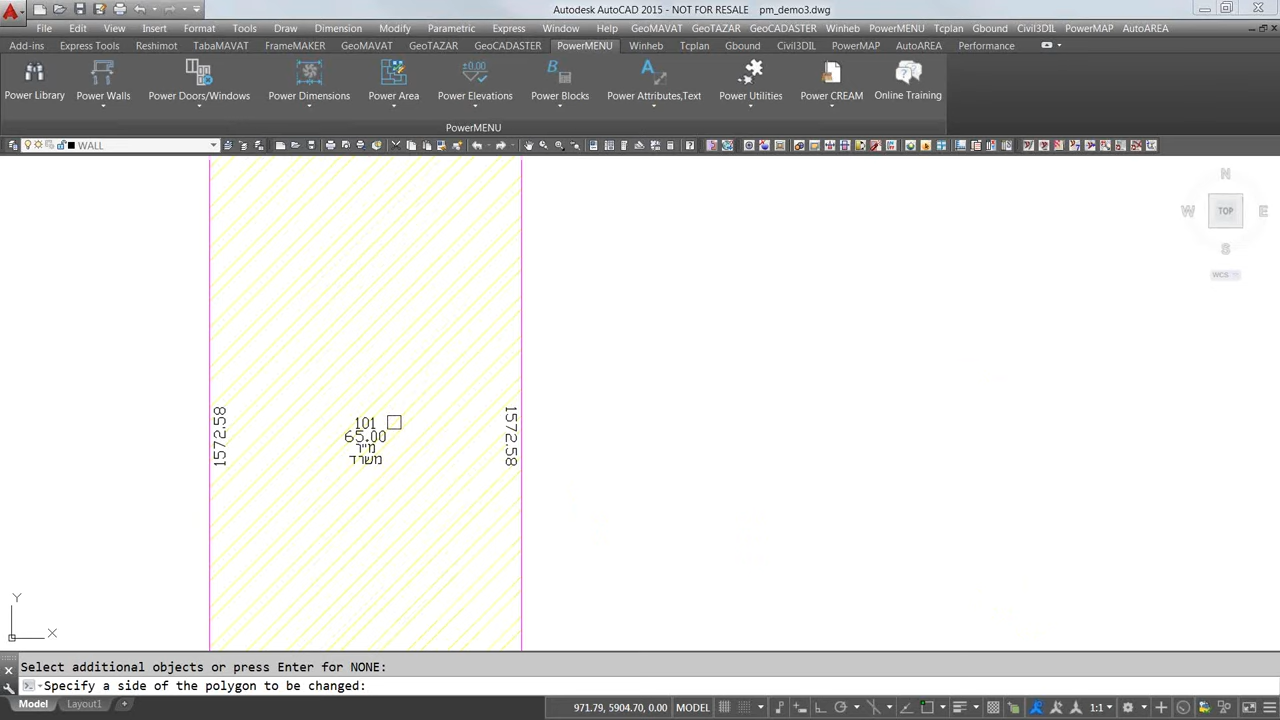 Autodesk AutoCAD 2015 - NOT FOR RESALE pm_demo3.dwg
File Edit View Insert Format Tools Draw Dimension Modify Parametric Express Window Help GeoMAVAT GeoTAZAR GeoCADASTER PowerMENU Tcplan Gbound Civil3DIL PowerMAP AutoAREA
Add-ins Express Tools Reshimot TabaMAVAT FrameMAKER GeoMAVAT GeoTAZAR GeoCADASTER PowerMENU Winheb Tcplan Gbound Civil3DIL PowerMAP AutoAREA Performance
±0.00 B A
Power Library Power Walls Power Doors/Windows Power Dimensions Power Area Power Elevations Power Blocks Power Attributes,Text Power Utilities Power CREAM Online Training
PowerMENU
WALL
N
W TOP E
S
WCS
1572.58
101
65.00
מ"ר
משרד
1572.58
Y
X
Select additional objects or press Enter for NONE:
Specify a side of the polygon to be changed:
Model Layout1 + 971.79, 5904.70, 0.00 MODEL 1:1